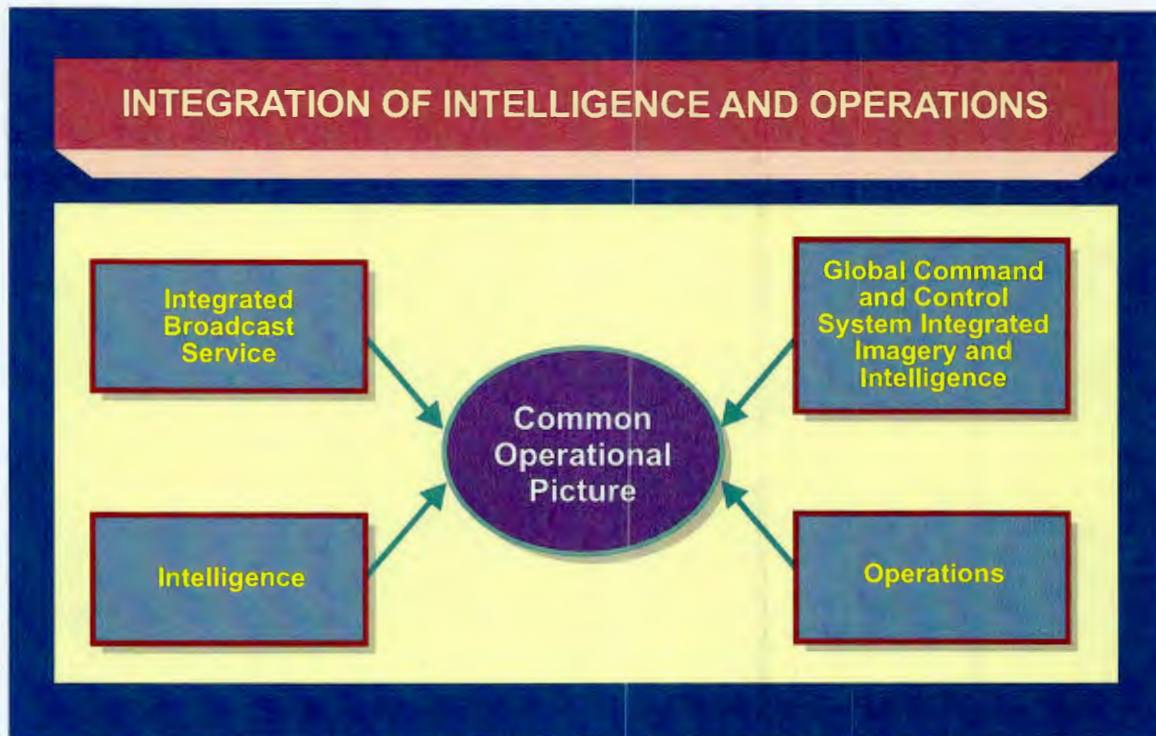 INTEGRATION OF INTELLIGENCE AND OPERATIONS
Integrated
Broadcast
Service
Global Command
and Control
System Integrated
Imagery and
Intelligence
Common
Operational
Picture
Intelligence
Operations